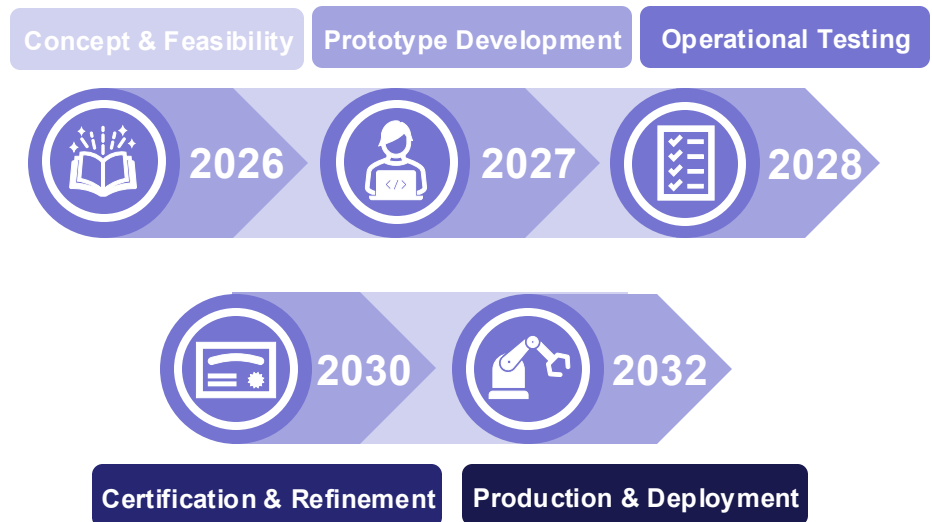 Concept & Feasibility
Prototype Development
Operational Testing
2026
2027
2028
</>
2030
2032
Certification & Refinement
Production & Deployment